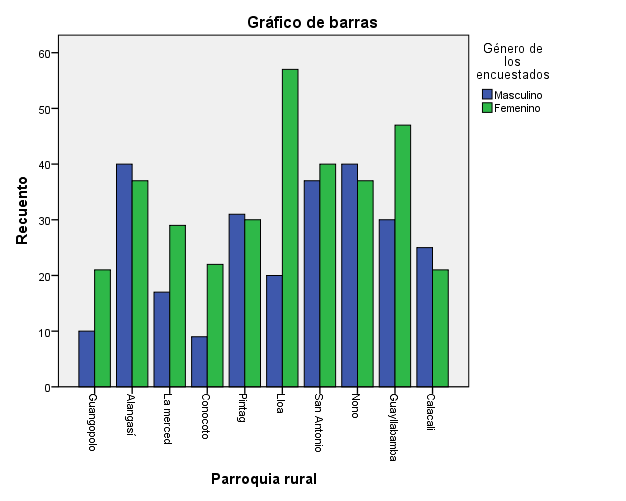 Gráfico de barras
Género de
los
encuestados
Masculino
Femenino
Recuento
60
50
40
30
20
10
0
Guangopolo
Alangasí
La merced
Conocoto
Pintag
Lloa
San Antonio
Nono
Guayllabamba
Calacali
Parroquia rural